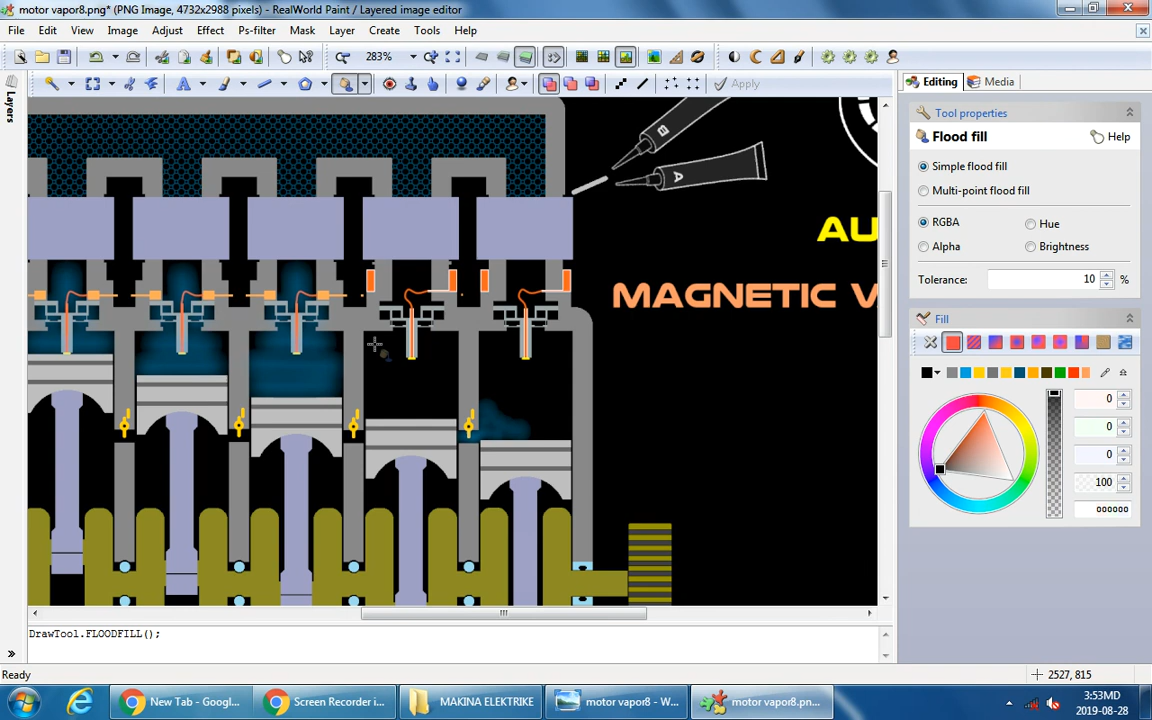 motor vapor8.png* (PNG Image, 4732x2988 pixels) - RealWorld Paint / Layered image editor
File Edit View Image Adjust Effect Ps-filter Mask Layer Create Tools Help
283%
Apply
Layers
Editing Media
Tool properties
Flood fill Help
Simple flood fill
Multi-point flood fill
RGBA Hue
Alpha Brightness
Tolerance: 10 %
Fill
0
0
0
100
000000
B
A
AU
MAGNETIC V
DrawTool.FLOODFILL();
Ready
2527, 815
New Tab - Googl...
Screen Recorder i...
MAKINA ELEKTRIKE
motor vapor8 - W...
motor vapor8.pn...
3:53MD
2019-08-28